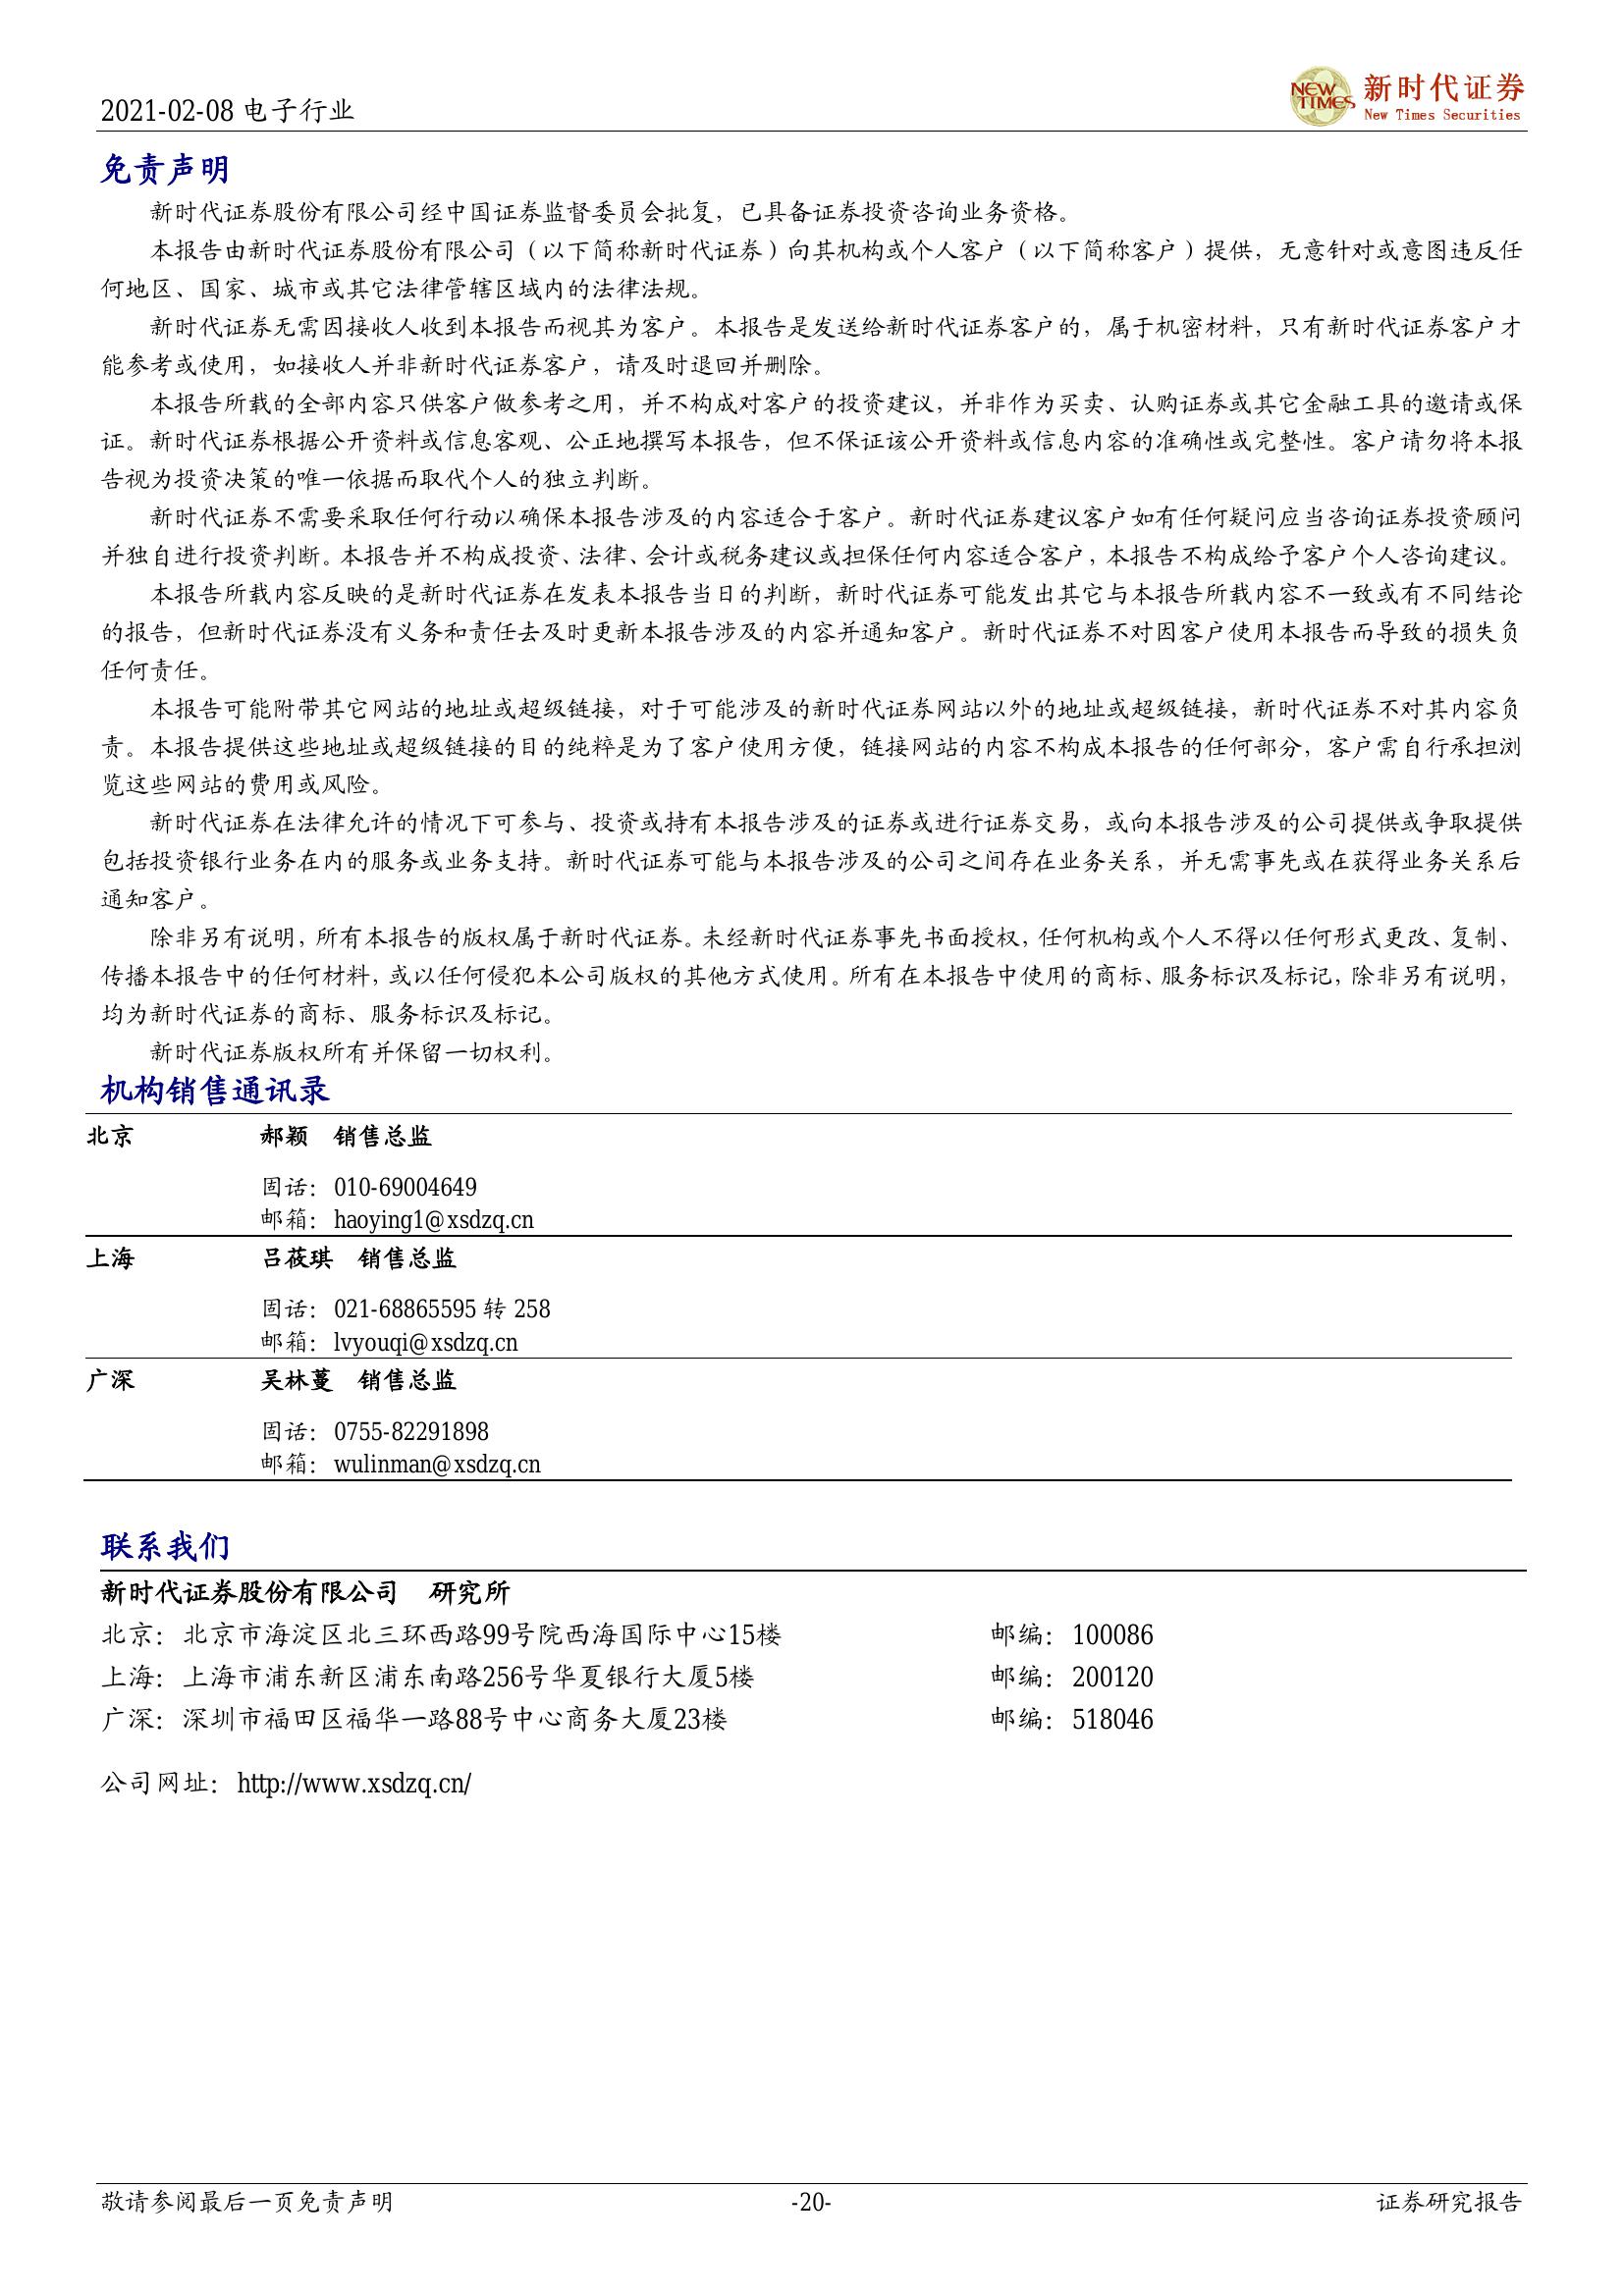 2021-02-08 电子行业
NEW TIMES
新时代证券
New Times Securities
免责声明
新时代证券股份有限公司经中国证券监督委员会批复，已具备证券投资咨询业务资格。
本报告由新时代证券股份有限公司（以下简称新时代证券）向其机构或个人客户（以下简称客户）提供，无意针对或意图违反任
何地区、国家、城市或其它法律管辖区域内的法律法规。
新时代证券无需因接收人收到本报告而视其为客户。本报告是发送给新时代证券客户的，属于机密材料，只有新时代证券客户才
能参考或使用，如接收人并非新时代证券客户，请及时退回并删除。
本报告所载的全部内容只供客户做参考之用，并不构成对客户的投资建议，并非作为买卖、认购证券或其它金融工具的邀请或保
证。新时代证券根据公开资料或信息客观、公正地撰写本报告，但不保证该公开资料或信息内容的准确性或完整性。客户请勿将本报
告视为投资决策的唯一依据而取代个人的独立判断。
新时代证券不需要采取任何行动以确保本报告涉及的内容适合于客户。新时代证券建议客户如有任何疑问应当咨询证券投资顾问
并独自进行投资判断。本报告并不构成投资、法律、会计或税务建议或担保任何内容适合客户，本报告不构成给予客户个人咨询建议。
本报告所载内容反映的是新时代证券在发表本报告当日的判断，新时代证券可能发出其它与本报告所载内容不一致或有不同结论
的报告，但新时代证券没有义务和责任去及时更新本报告涉及的内容并通知客户。新时代证券不对因客户使用本报告而导致的损失负
任何责任。
本报告可能附带其它网站的地址或超级链接，对于可能涉及的新时代证券网站以外的地址或超级链接，新时代证券不对其内容负
责。本报告提供这些地址或超级链接的目的纯粹是为了客户使用方便，链接网站的内容不构成本报告的任何部分，客户需自行承担浏
览这些网站的费用或风险。
新时代证券在法律允许的情况下可参与、投资或持有本报告涉及的证券或进行证券交易，或向本报告涉及的公司提供或争取提供
包括投资银行业务在内的服务或业务支持。新时代证券可能与本报告涉及的公司之间存在业务关系，并无需事先或在获得业务关系后
通知客户。
除非另有说明，所有本报告的版权属于新时代证券。未经新时代证券事先书面授权，任何机构或个人不得以任何形式更改、复制、
传播本报告中的任何材料，或以任何侵犯本公司版权的其他方式使用。所有在本报告中使用的商标、服务标识及标记，除非另有说明，
均为新时代证券的商标、服务标识及标记。
新时代证券版权所有并保留一切权利。
机构销售通讯录
北京 郝颖 销售总监
固话：010-69004649
邮箱：haoying1@xsdzq.cn
上海 吕莜琪 销售总监
固话：021-68865595 转 258
邮箱：lvyouqi@xsdzq.cn
广深 吴林蔓 销售总监
固话：0755-82291898
邮箱：wulinman@xsdzq.cn
联系我们
新时代证券股份有限公司 研究所
北京：北京市海淀区北三环西路99号院西海国际中心15楼 邮编：100086
上海：上海市浦东新区浦东南路256号华夏银行大厦5楼 邮编：200120
广深：深圳市福田区福华一路88号中心商务大厦23楼 邮编：518046
公司网址：http://www.xsdzq.cn/
敬请参阅最后一页免责声明 -20- 证券研究报告